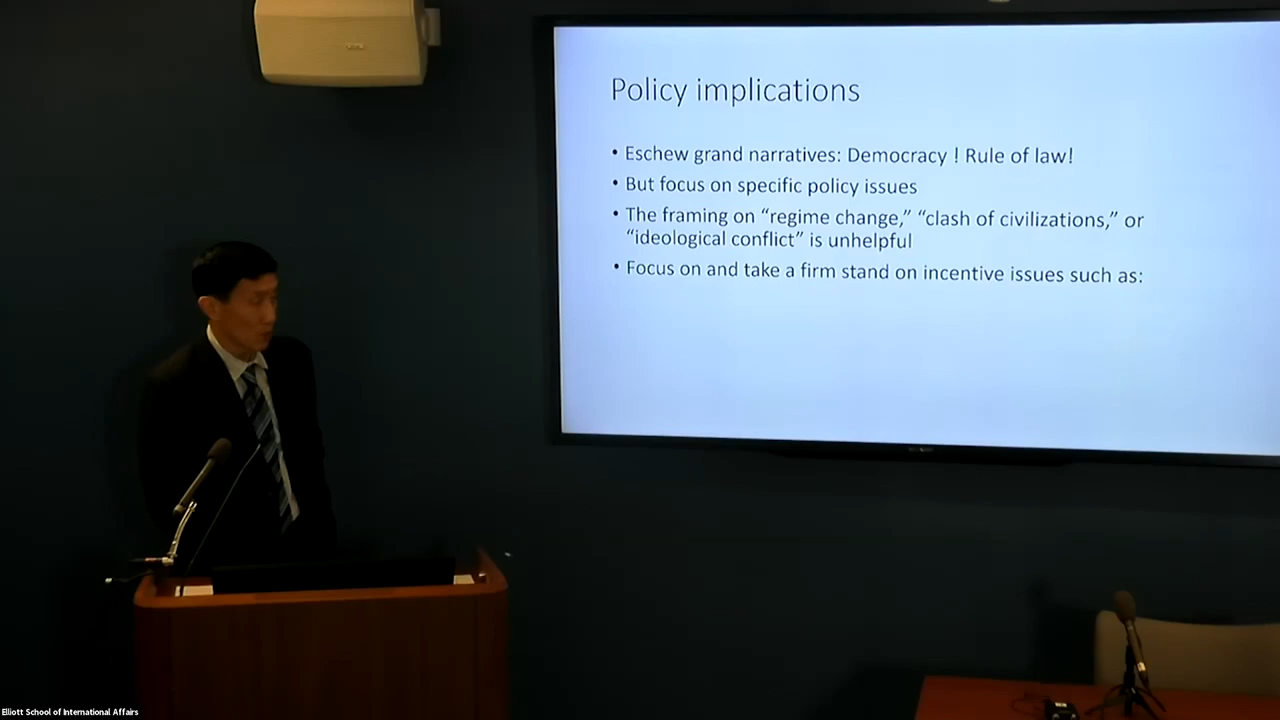 Policy implications
• Eschew grand narratives: Democracy ! Rule of law!
• But focus on specific policy issues
• The framing on “regime change,” “clash of civilizations,” or
“ideological conflict” is unhelpful
• Focus on and take a firm stand on incentive issues such as:
Elliott School of International Affairs